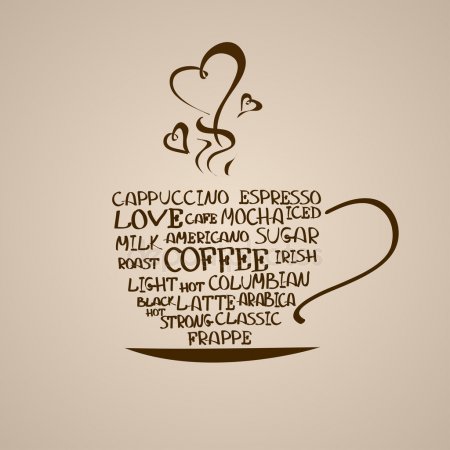 CAPPUCCINO ESPRESSO
LOVE CAFE MOCHA ICED
MILK AMERICANO SUGAR
ROAST COFFEE IRISH
LIGHT HOT COLUMBIAN
BLACK LATTE ARABICA
HOT STRONG CLASSIC
FRAPPE